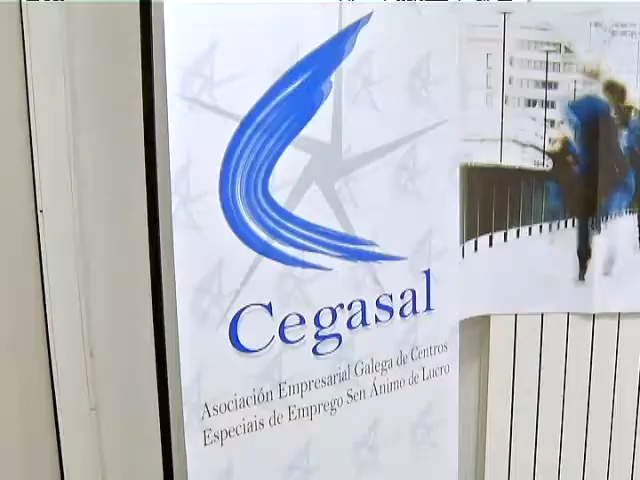 Cegasal
Asociación Empresarial Galega de Centros
Especiais de Emprego Sen Ánimo de Lucro